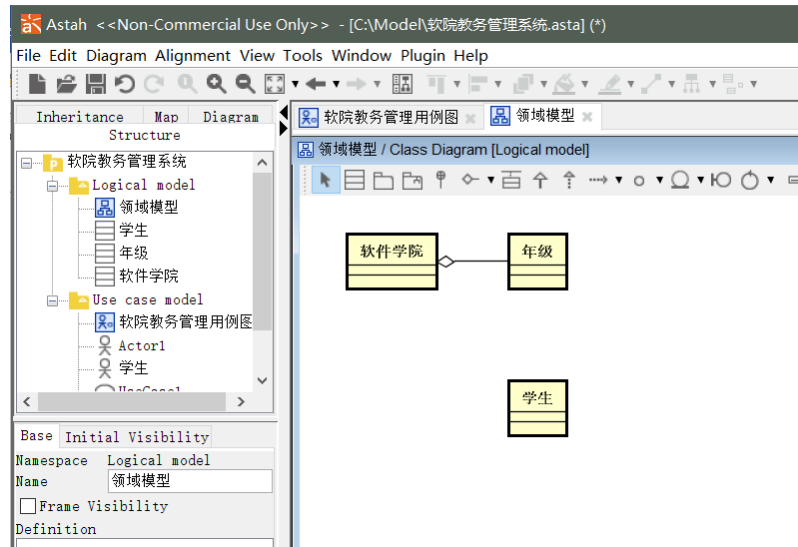 Astah <<Non-Commercial Use Only>> - [C:\Model\软院教务管理系统.asta] (*)
File Edit Diagram Alignment View Tools Window Plugin Help
Inheritance Map Diagram
Structure
软院教务管理用例图
领域模型
领域模型 / Class Diagram [Logical model]
软院教务管理系统
Logical model
领域模型
学生
年级
软件学院
Use case model
软院教务管理用例图
Actor1
学生
UseCase1
软件学院
年级
学生
Base Initial Visibility
Namespace Logical model
Name 领域模型
Frame Visibility
Definition